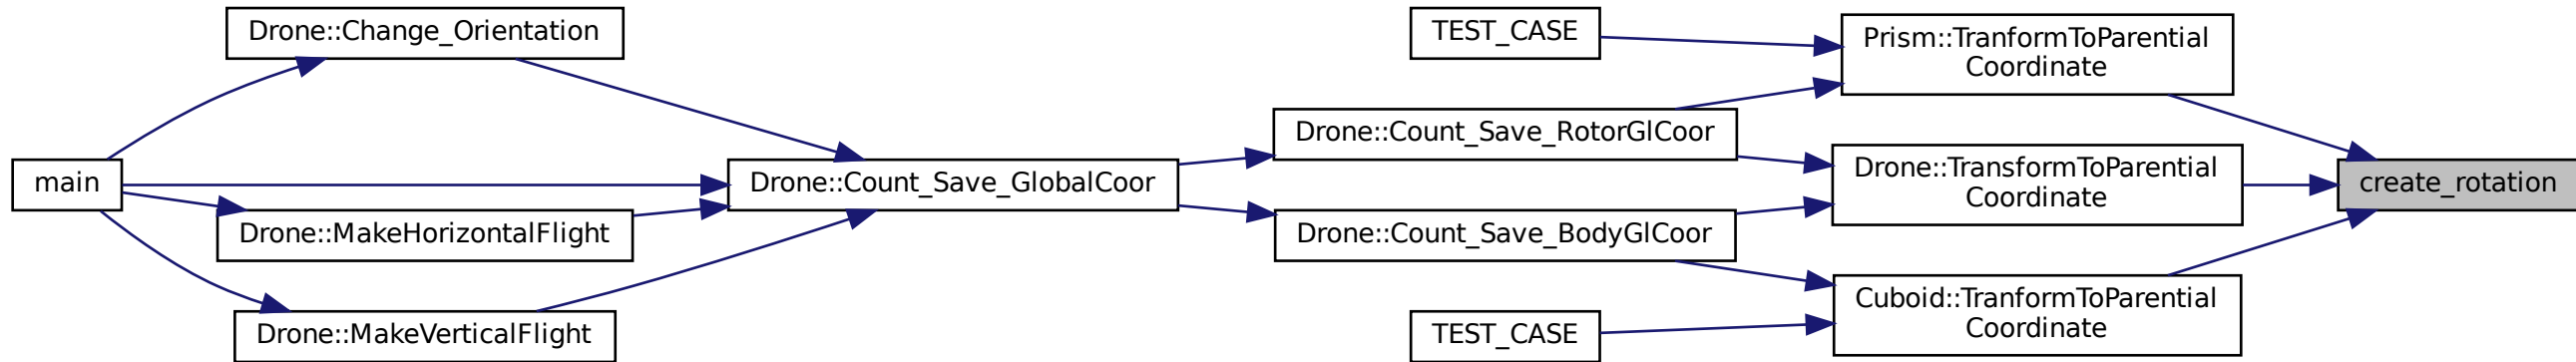 main
Drone::Change_Orientation
Drone::MakeHorizontalFlight
Drone::MakeVerticalFlight
Drone::Count_Save_GlobalCoor
TEST_CASE
Drone::Count_Save_RotorGlCoor
Drone::Count_Save_BodyGlCoor
TEST_CASE
Prism::TranformToParential
Coordinate
Drone::TransformToParential
Coordinate
Cuboid::TranformToParential
Coordinate
create_rotation